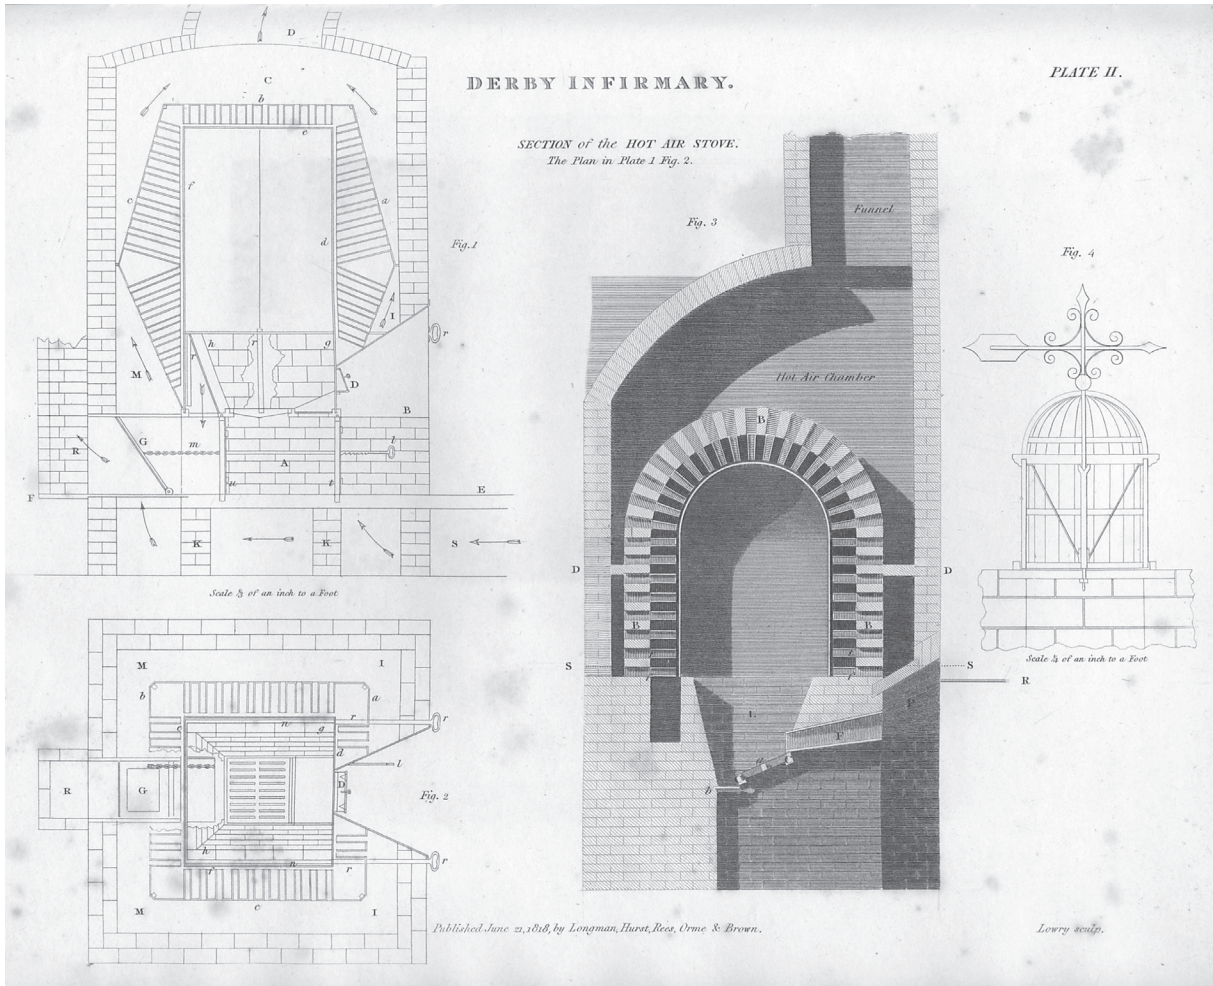 DERBY INFIRMARY.
PLATE II.
SECTION of the HOT AIR STOVE.
The Plan in Plate 1 Fig. 2.
D
C
b
e
c
f
a
d
Fig. 1
I
h
r
g
r
r
M
D
B
R
G
m
l
A
u
t
F
E
K
K
S
Scale ⅓ of an inch to a Foot
M
I
b
a
e
n
g
r
r
d
l
R
G
D
Fig. 2
h
f
n
r
r
M
c
I
Fig. 3
Funnel
Hot Air Chamber
B
D
D
B
B
S
S
R
L
P
F
b
Fig. 4
Scale ¼ of an inch to a Foot
Published June 21, 1818, by Longman, Hurst, Rees, Orme & Brown.
Lowry sculp.